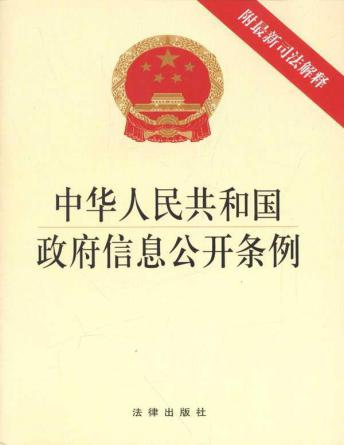 附最新司法解释
中华人民共和国
政府信息公开条例
法律出版社